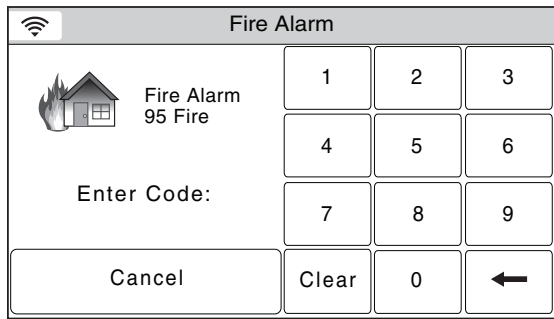 Fire Alarm
Fire Alarm
95 Fire
Enter Code:
1 2 3
4 5 6
7 8 9
Cancel Clear 0